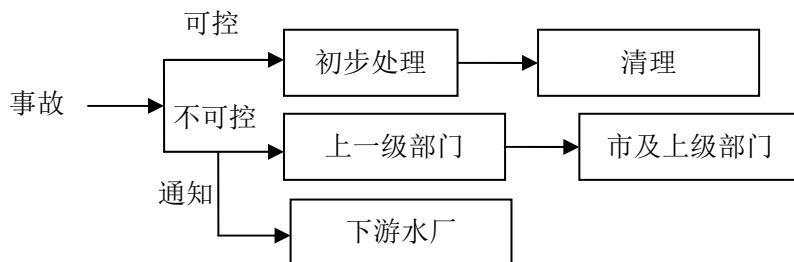 可控
初步处理
清理
事故
不可控
上一级部门
市及上级部门
通知
下游水厂